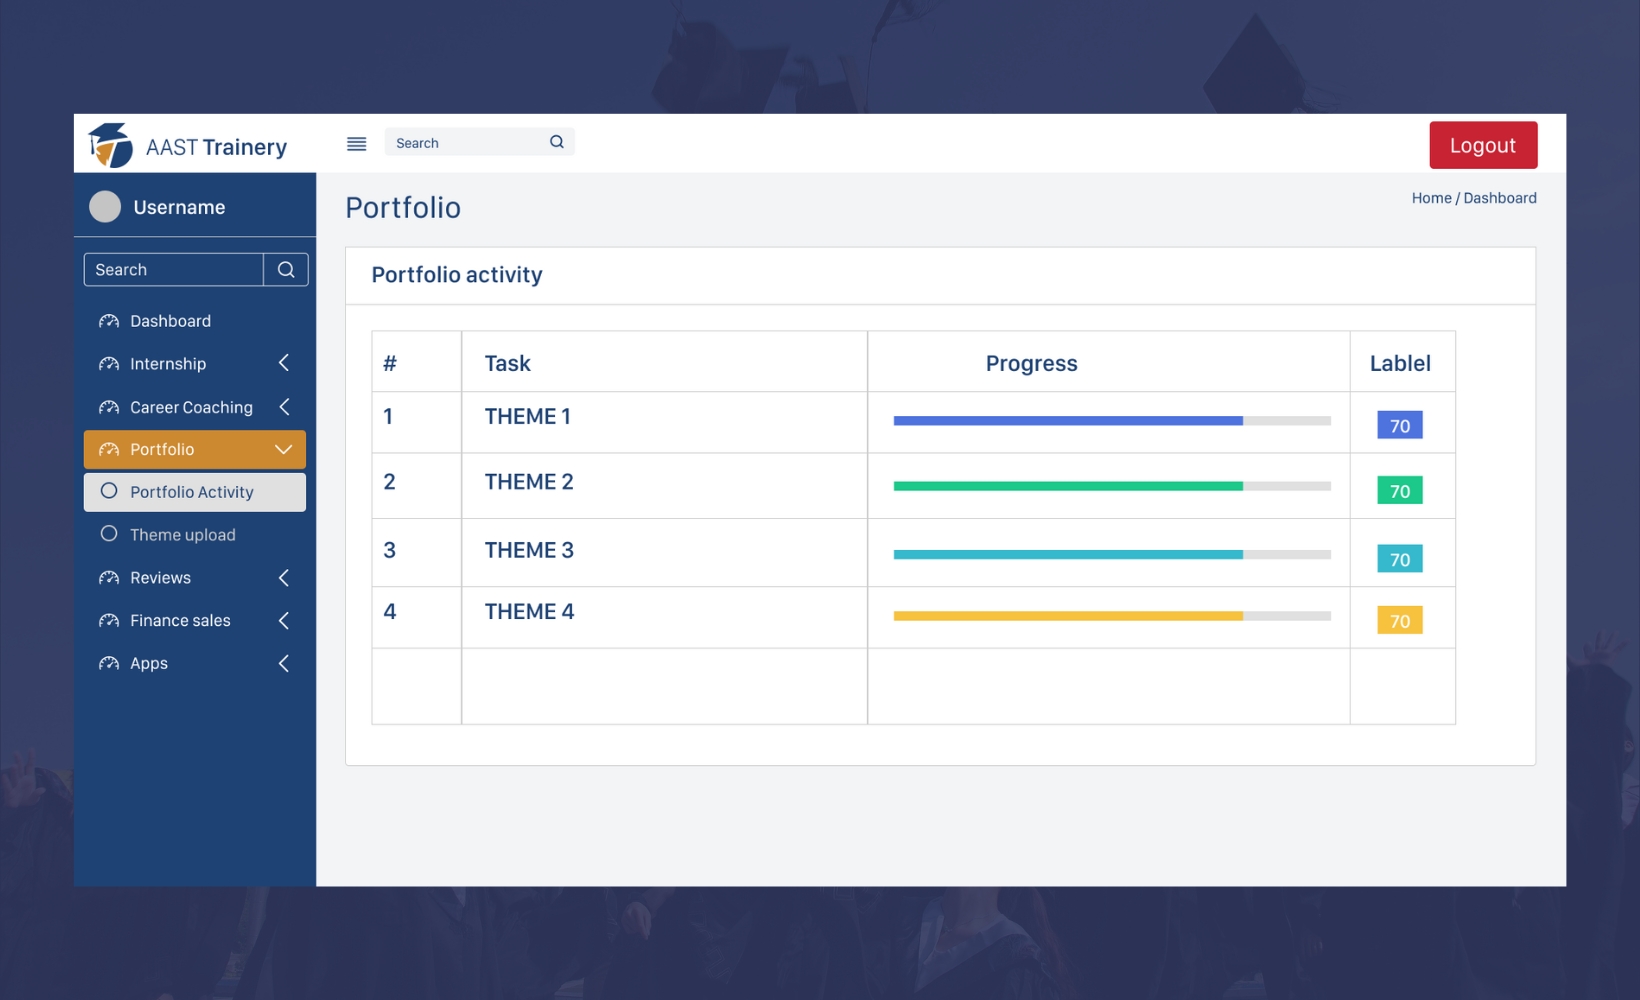 AAST Trainery
Search
Logout
Username
Search
Dashboard
Internship
Career Coaching
Portfolio
Portfolio Activity
Theme upload
Reviews
Finance sales
Apps
Portfolio
Home / Dashboard
Portfolio activity
# Task Progress Lablel
1 THEME 1 70
2 THEME 2 70
3 THEME 3 70
4 THEME 4 70